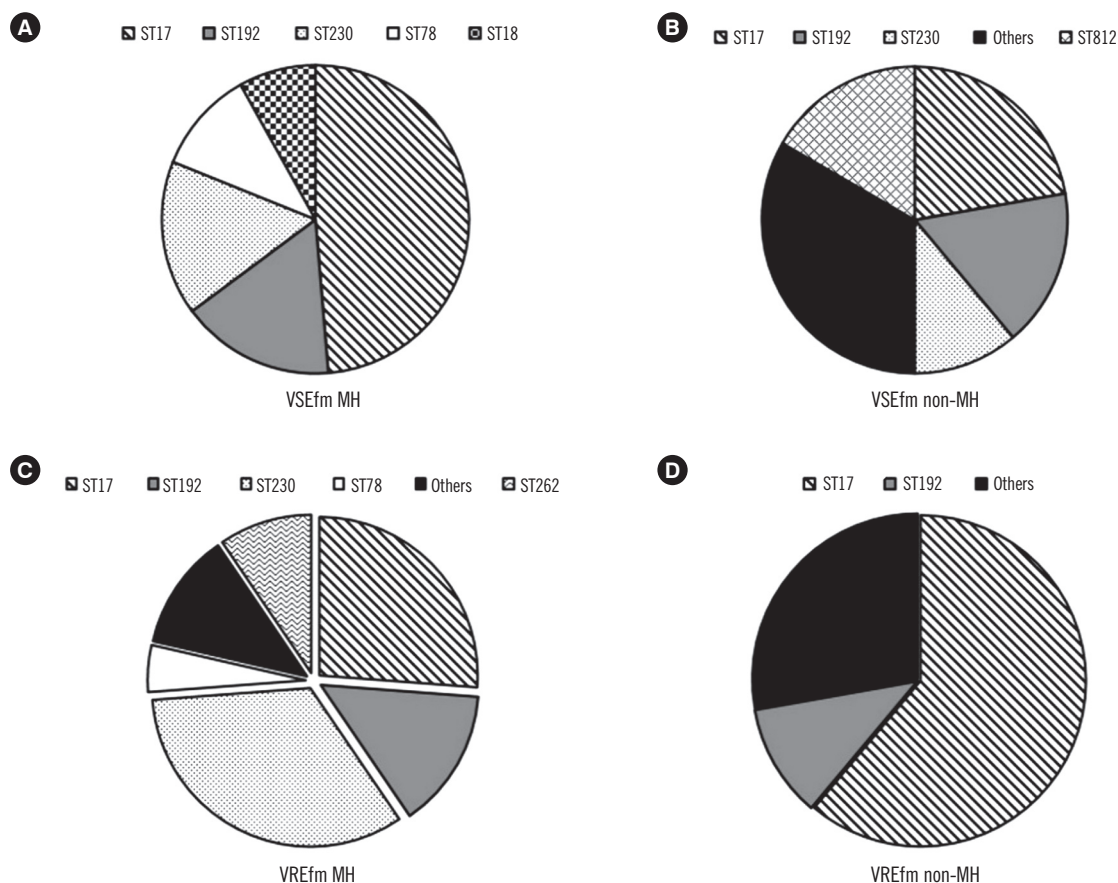 A
ST17 ST192 ST230 ST78 ST18
VSEfm MH
B
ST17 ST192 ST230 Others ST812
VSEfm non-MH
C
ST17 ST192 ST230 ST78 Others ST262
VREfm MH
D
ST17 ST192 Others
VREfm non-MH